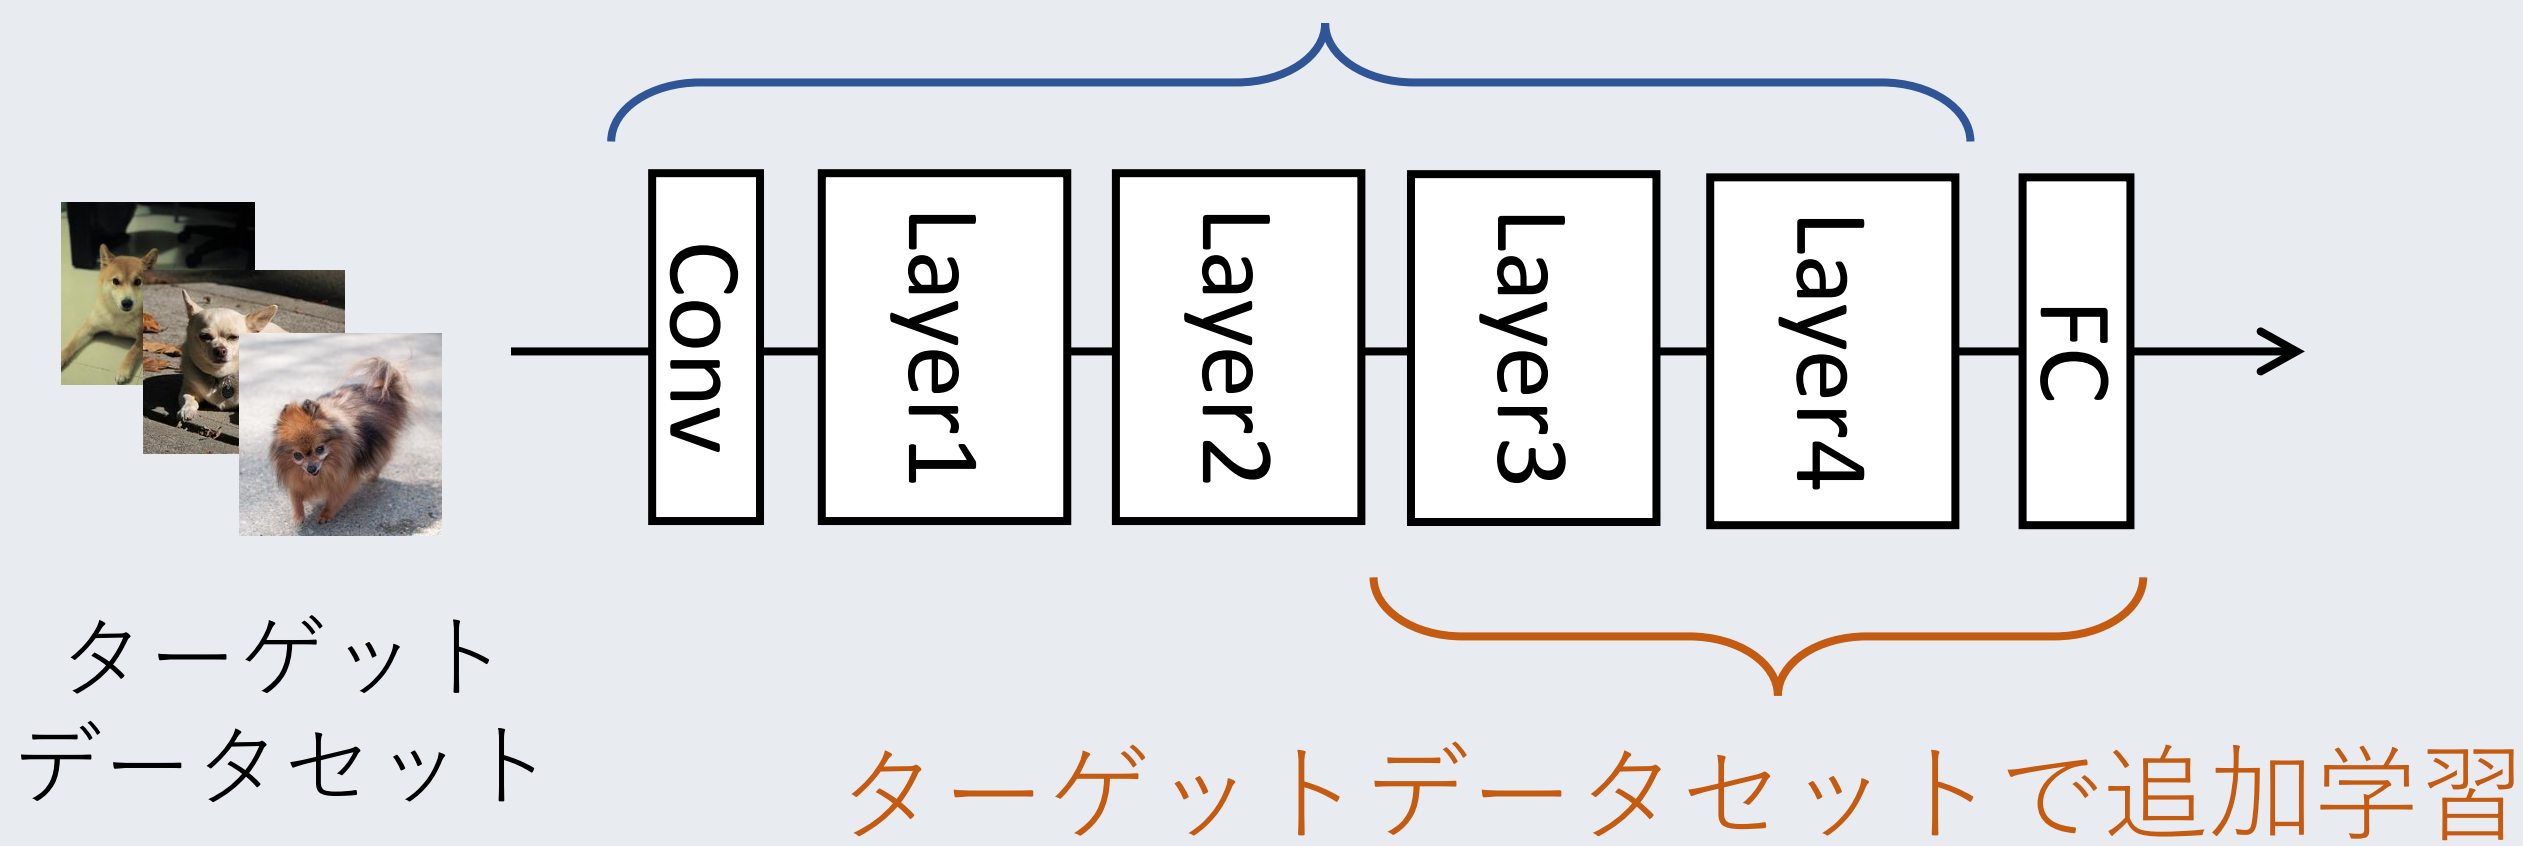 Conv
Layer1
Layer2
Layer3
Layer4
FC
ターゲット
データセット
ターゲットデータセットで追加学習